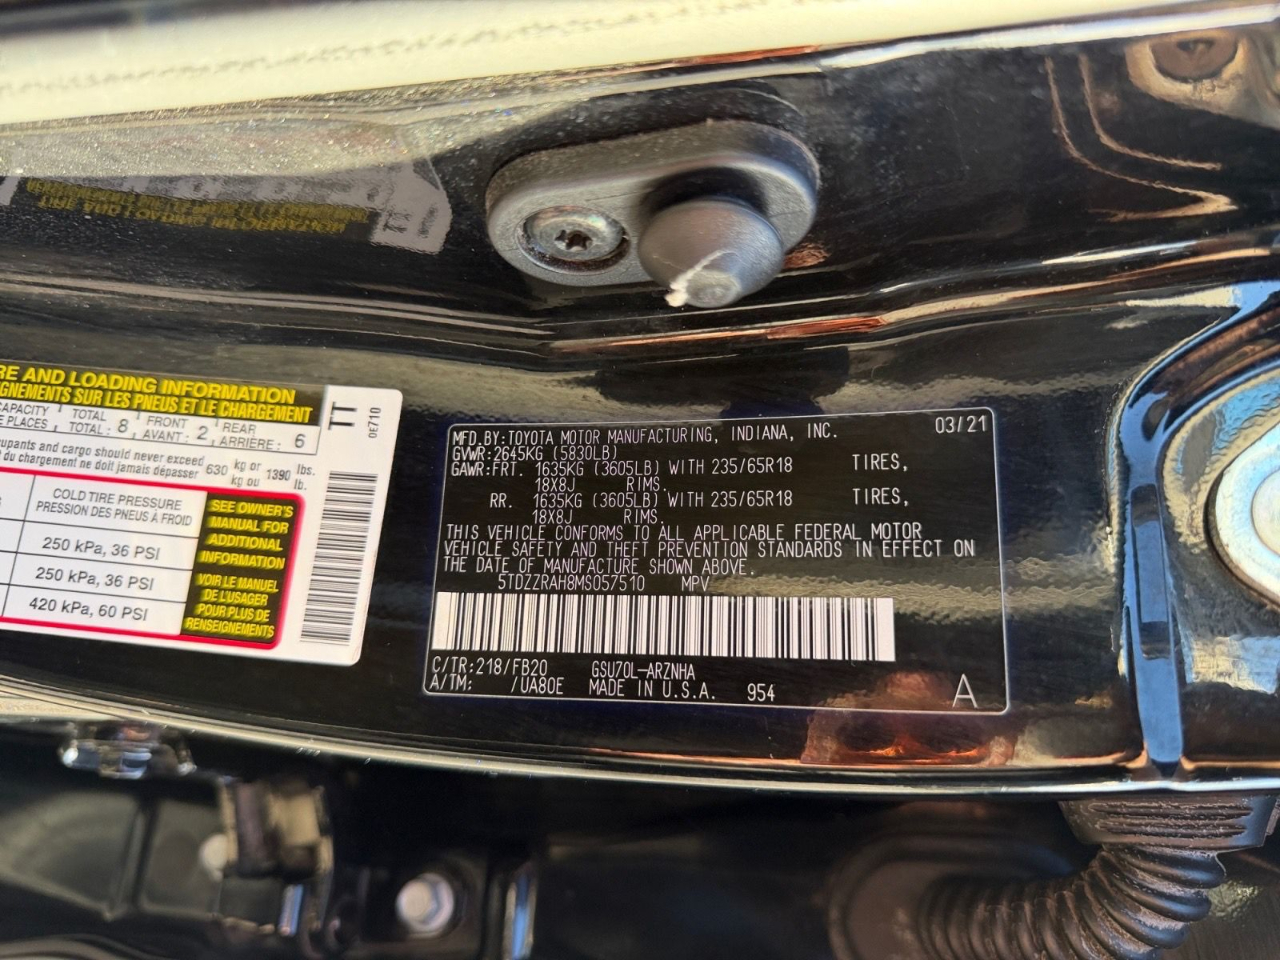 RE AND LOADING INFORMATION
GNEMENTS SUR LES PNEUS ET LE CHARGEMENT
CAPACITY TOTAL FRONT REAR
PLACES TOTAL : 8 AVANT : 2 ARRIÈRE : 6
upants and cargo should never exceed 630 kg or 1390 lbs.
du chargement ne doit jamais dépasser kg ou lb.
COLD TIRE PRESSURE
PRESSION DES PNEUS À FROID
250 kPa, 36 PSI
250 kPa, 36 PSI
420 kPa, 60 PSI
SEE OWNER'S
MANUAL FOR
ADDITIONAL
INFORMATION
VOIR LE MANUEL
DE L'USAGER
POUR PLUS DE
RENSEIGNEMENTS
TT
0E710
MFD.BY:TOYOTA MOTOR MANUFACTURING, INDIANA, INC. 03/21
GVWR:2645KG (5830LB)
GAWR:FRT. 1635KG (3605LB) WITH 235/65R18 TIRES,
18X8J RIMS.
RR. 1635KG (3605LB) WITH 235/65R18 TIRES,
18X8J RIMS.
THIS VEHICLE CONFORMS TO ALL APPLICABLE FEDERAL MOTOR
VEHICLE SAFETY AND THEFT PREVENTION STANDARDS IN EFFECT ON
THE DATE OF MANUFACTURE SHOWN ABOVE.
5TDZZRAH8MS057510 MPV
C/TR:218/FB20 GSU70L-ARZNHA
A/TM: /UA80E MADE IN U.S.A. 954 A